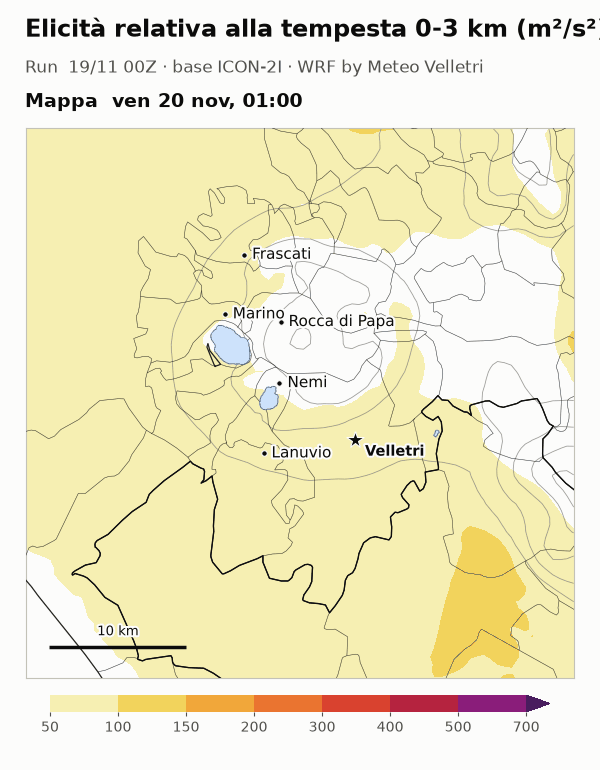 Elicità relativa alla tempesta 0-3 km (m²/s²)
Run  19/11 00Z · base ICON-2I · WRF by Meteo Velletri
Mappa  ven 20 nov, 01:00
Frascati
Marino
Rocca di Papa
Nemi
Velletri
Lanuvio
10 km
50 100 150 200 300 400 500 700